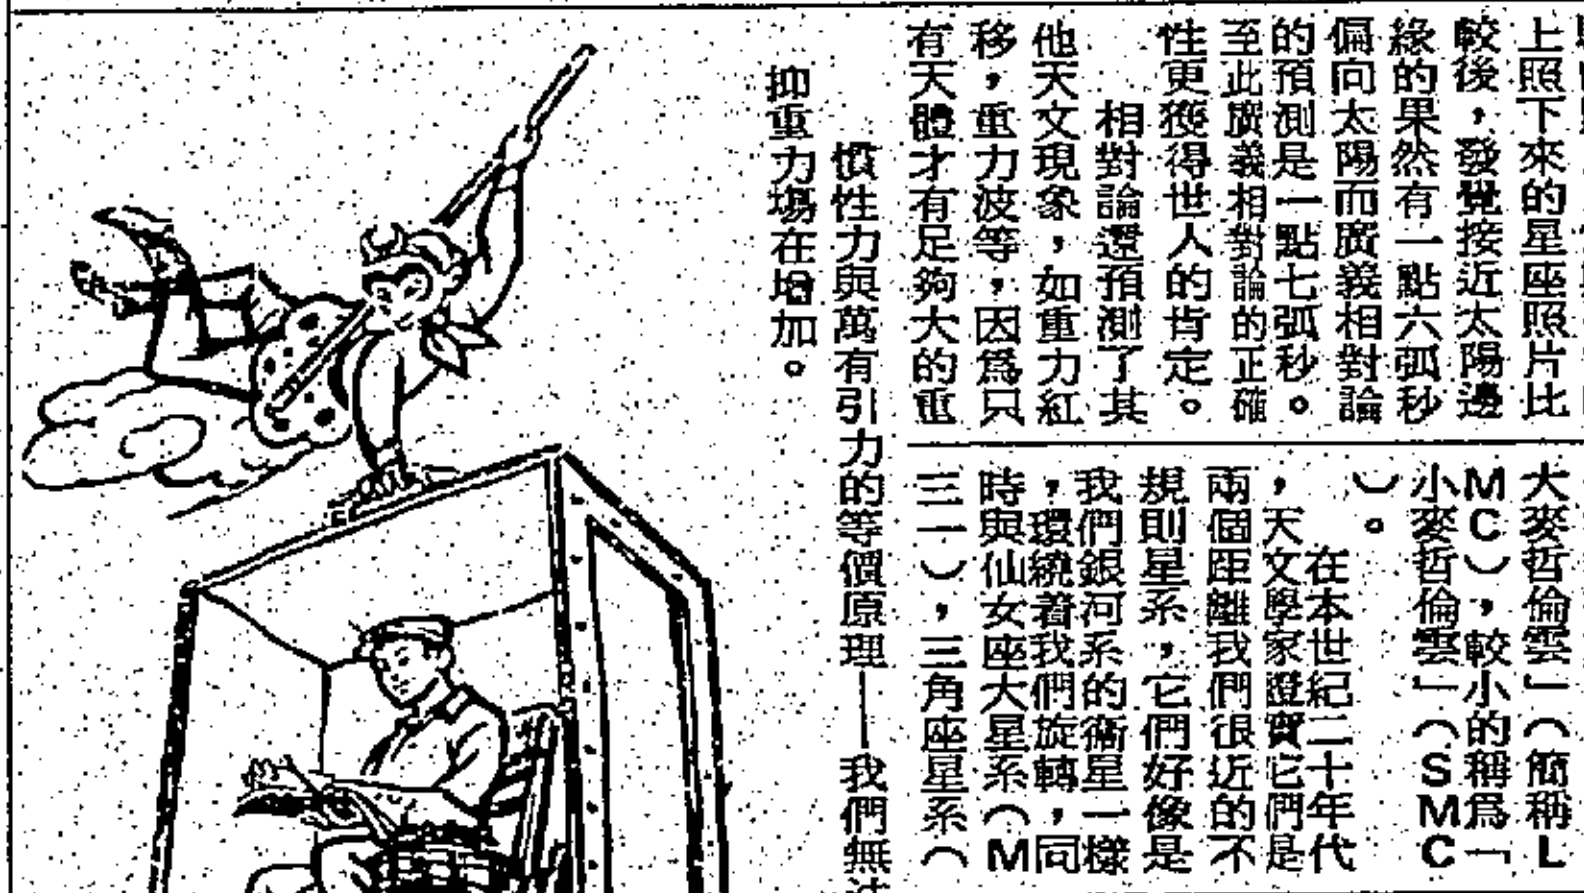 上照下來的星座照片比
較後，發覺接近太陽邊
緣的果然有一點六弧秒
偏向太陽而廣義相對論
的預測是一點七弧秒。
至此廣義相對論的正確
性更獲得世人的肯定。
相對論還預測了其
他天文現象，如重力紅
移，重力波等，因爲只
有天體才有足夠大的重
大麥哲倫雲」（簡稱L
MC），較小的稱爲「
小麥哲倫雲」（SMC
）。
在本世紀二十年代
，天文學家證實它們是
兩個距離我們很近的不
規則星系，它們好像是
我們銀河系的衞星一樣
，環繞着我們旋轉，同
時與仙女座大星系（M
三一），三角座星系（
慣性力與萬有引力的等價原理——我們無法
抑重力場在增加。